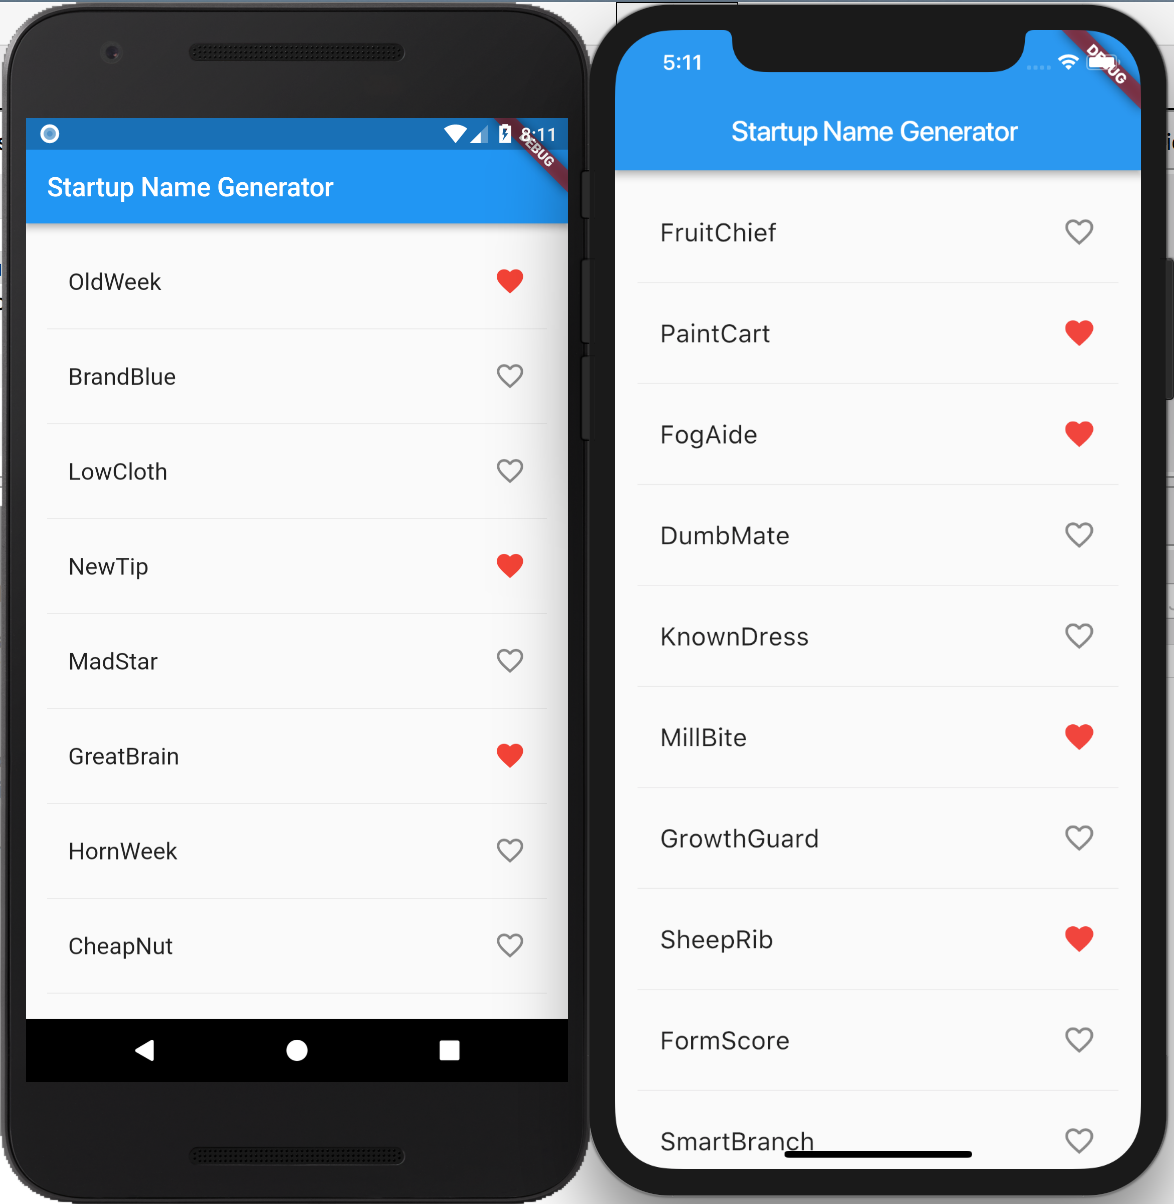 8:11
DEBUG
Startup Name Generator
OldWeek
BrandBlue
LowCloth
NewTip
MadStar
GreatBrain
HornWeek
CheapNut
5:11
DEBUG
Startup Name Generator
FruitChief
PaintCart
FogAide
DumbMate
KnownDress
MillBite
GrowthGuard
SheepRib
FormScore
SmartBranch